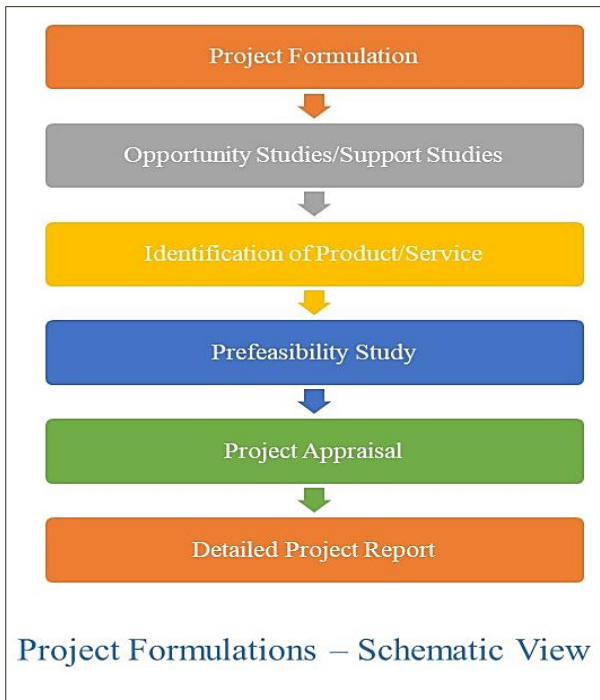 Project Formulation
Opportunity Studies/Support Studies
Identification of Product/Service
Prefeasibility Study
Project Appraisal
Detailed Project Report
Project Formulations – Schematic View